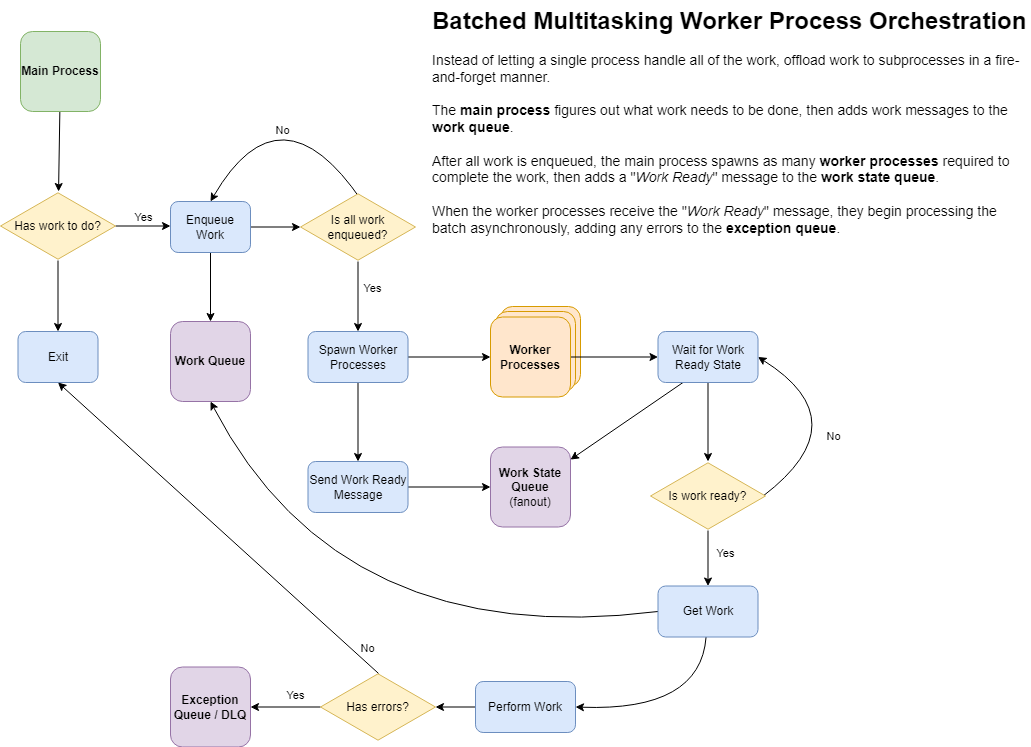 Batched Multitasking Worker Process Orchestration
Instead of letting a single process handle all of the work, offload work to subprocesses in a fire-
and-forget manner.
The main process figures out what work needs to be done, then adds work messages to the
work queue.
After all work is enqueued, the main process spawns as many worker processes required to
complete the work, then adds a "Work Ready" message to the work state queue.
When the worker processes receive the "Work Ready" message, they begin processing the
batch asynchronously, adding any errors to the exception queue.
Main Process
No
Has work to do?
Yes
Enqueue
Work
Is all work
enqueued?
Yes
Exit
Work Queue
Spawn Worker
Processes
Worker
Processes
Wait for Work
Ready State
No
Send Work Ready
Message
Work State
Queue
(fanout)
Is work ready?
Yes
Get Work
No
Exception
Queue / DLQ
Yes
Has errors?
Perform Work